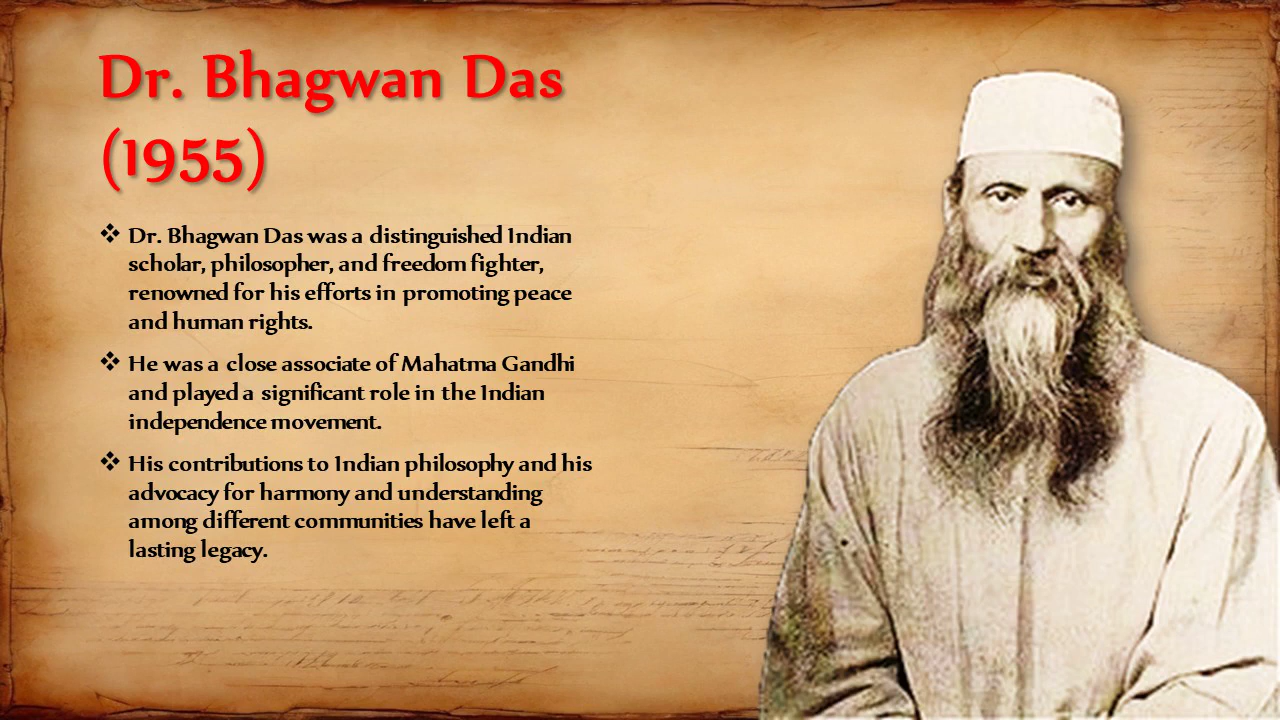 Dr. Bhagwan Das
(1955)
❖ Dr. Bhagwan Das was a distinguished Indian
scholar, philosopher, and freedom fighter,
renowned for his efforts in promoting peace
and human rights.
❖ He was a close associate of Mahatma Gandhi
and played a significant role in the Indian
independence movement.
❖ His contributions to Indian philosophy and his
advocacy for harmony and understanding
among different communities have left a
lasting legacy.